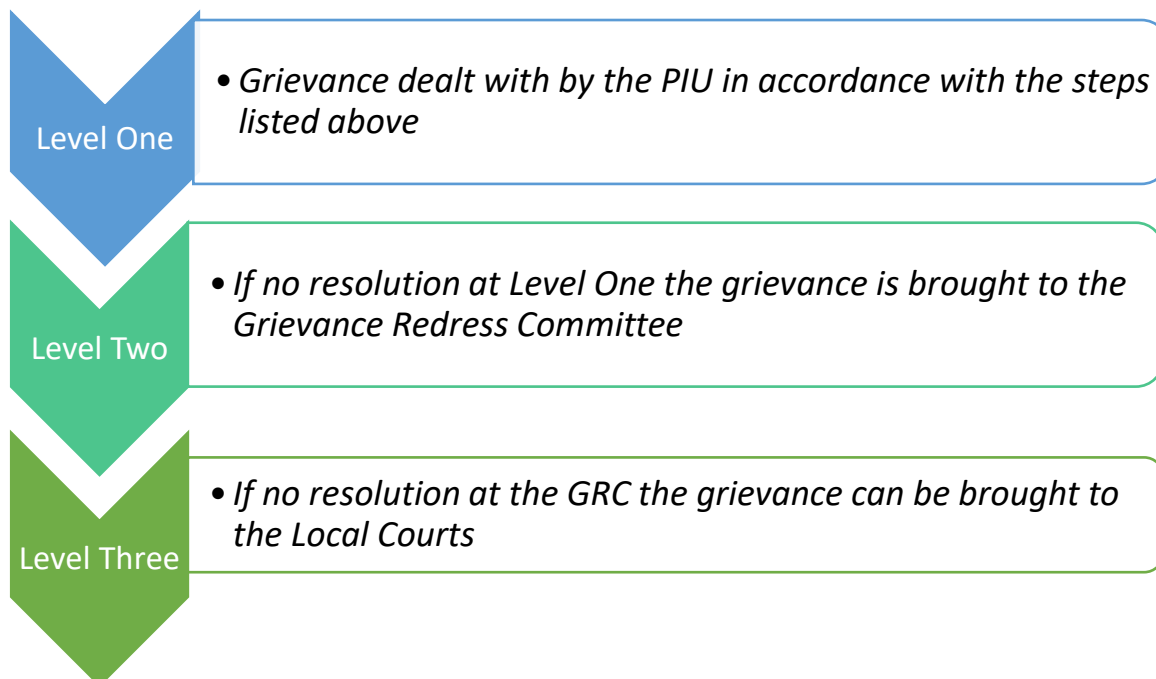 Level One
• Grievance dealt with by the PIU in accordance with the steps
listed above
Level Two
• If no resolution at Level One the grievance is brought to the
Grievance Redress Committee
Level Three
• If no resolution at the GRC the grievance can be brought to
the Local Courts